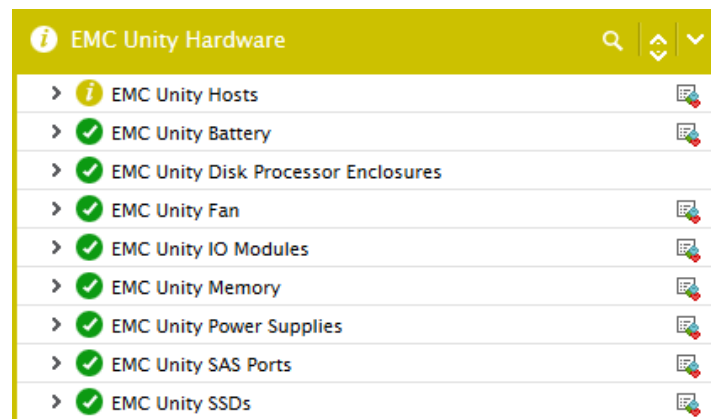 EMC Unity Hardware
EMC Unity Hosts
EMC Unity Battery
EMC Unity Disk Processor Enclosures
EMC Unity Fan
EMC Unity IO Modules
EMC Unity Memory
EMC Unity Power Supplies
EMC Unity SAS Ports
EMC Unity SSDs